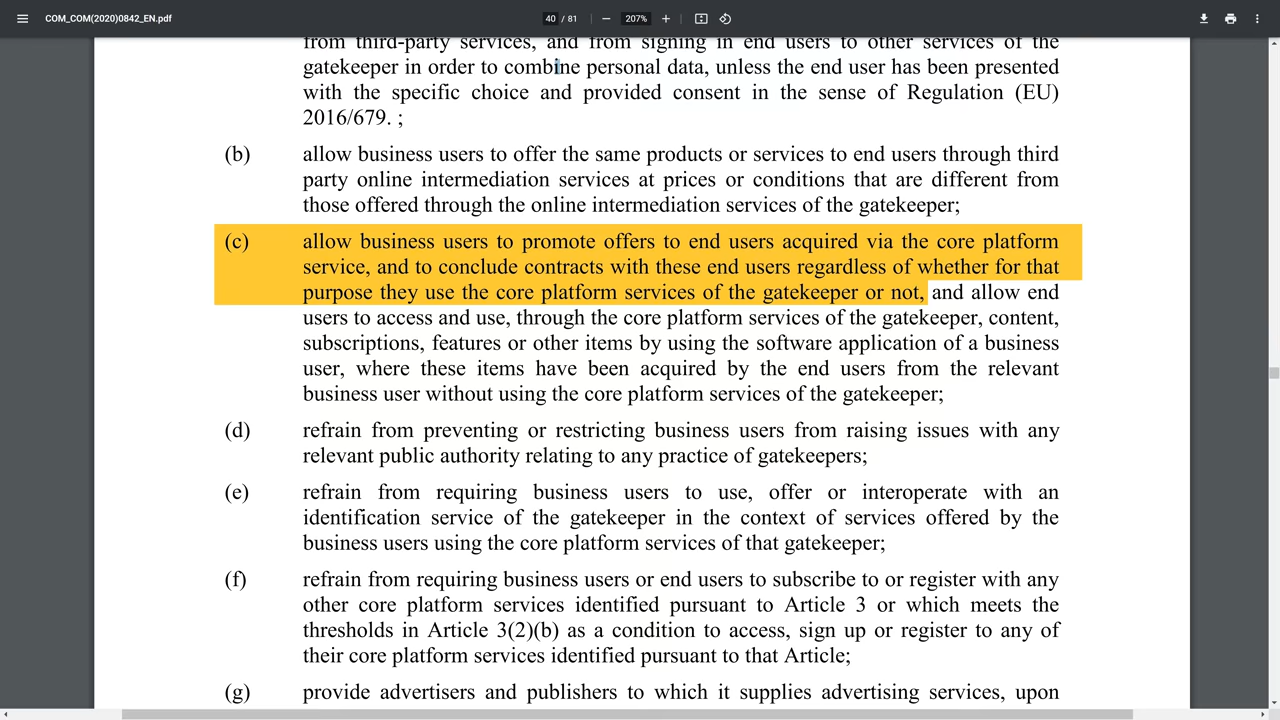 COM_COM(2020)0842_EN.pdf
40 / 81
207%
from third-party services, and from signing in end users to other services of the
gatekeeper in order to combine personal data, unless the end user has been presented
with the specific choice and provided consent in the sense of Regulation (EU)
2016/679. ;
(b) allow business users to offer the same products or services to end users through third
party online intermediation services at prices or conditions that are different from
those offered through the online intermediation services of the gatekeeper;
(c) allow business users to promote offers to end users acquired via the core platform
service, and to conclude contracts with these end users regardless of whether for that
purpose they use the core platform services of the gatekeeper or not, and allow end
users to access and use, through the core platform services of the gatekeeper, content,
subscriptions, features or other items by using the software application of a business
user, where these items have been acquired by the end users from the relevant
business user without using the core platform services of the gatekeeper;
(d) refrain from preventing or restricting business users from raising issues with any
relevant public authority relating to any practice of gatekeepers;
(e) refrain from requiring business users to use, offer or interoperate with an
identification service of the gatekeeper in the context of services offered by the
business users using the core platform services of that gatekeeper;
(f) refrain from requiring business users or end users to subscribe to or register with any
other core platform services identified pursuant to Article 3 or which meets the
thresholds in Article 3(2)(b) as a condition to access, sign up or register to any of
their core platform services identified pursuant to that Article;
(g) provide advertisers and publishers to which it supplies advertising services, upon